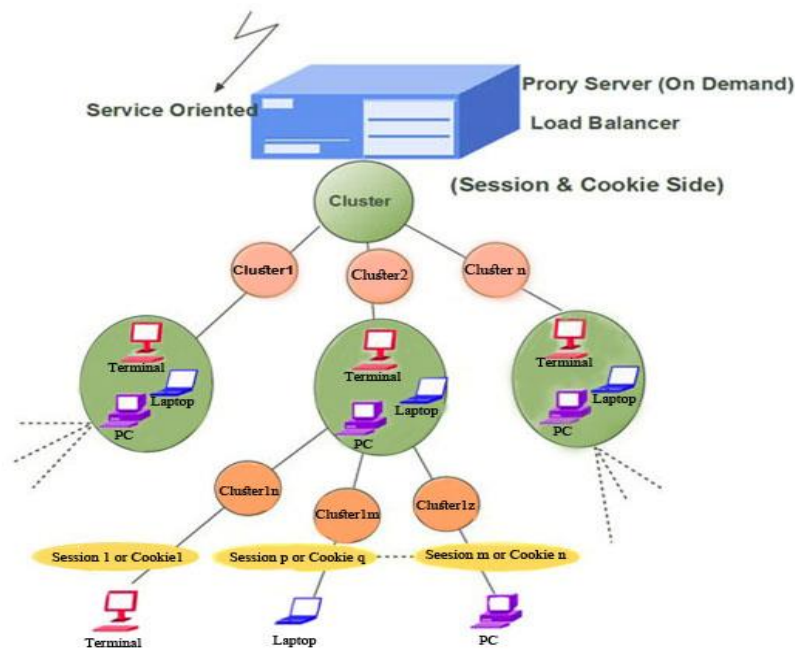 Prory Server (On Demand)
Service Oriented
Load Balancer
(Session & Cookie Side)
Cluster
Cluster1
Cluster2
Cluster n
Terminal
Laptop
PC
Terminal
Laptop
PC
Terminal
Laptop
PC
Cluster1n
Cluster1m
Cluster1z
Session 1 or Cookie1
Session p or Cookie q
Seesion m or Cookie n
Terminal
Laptop
PC